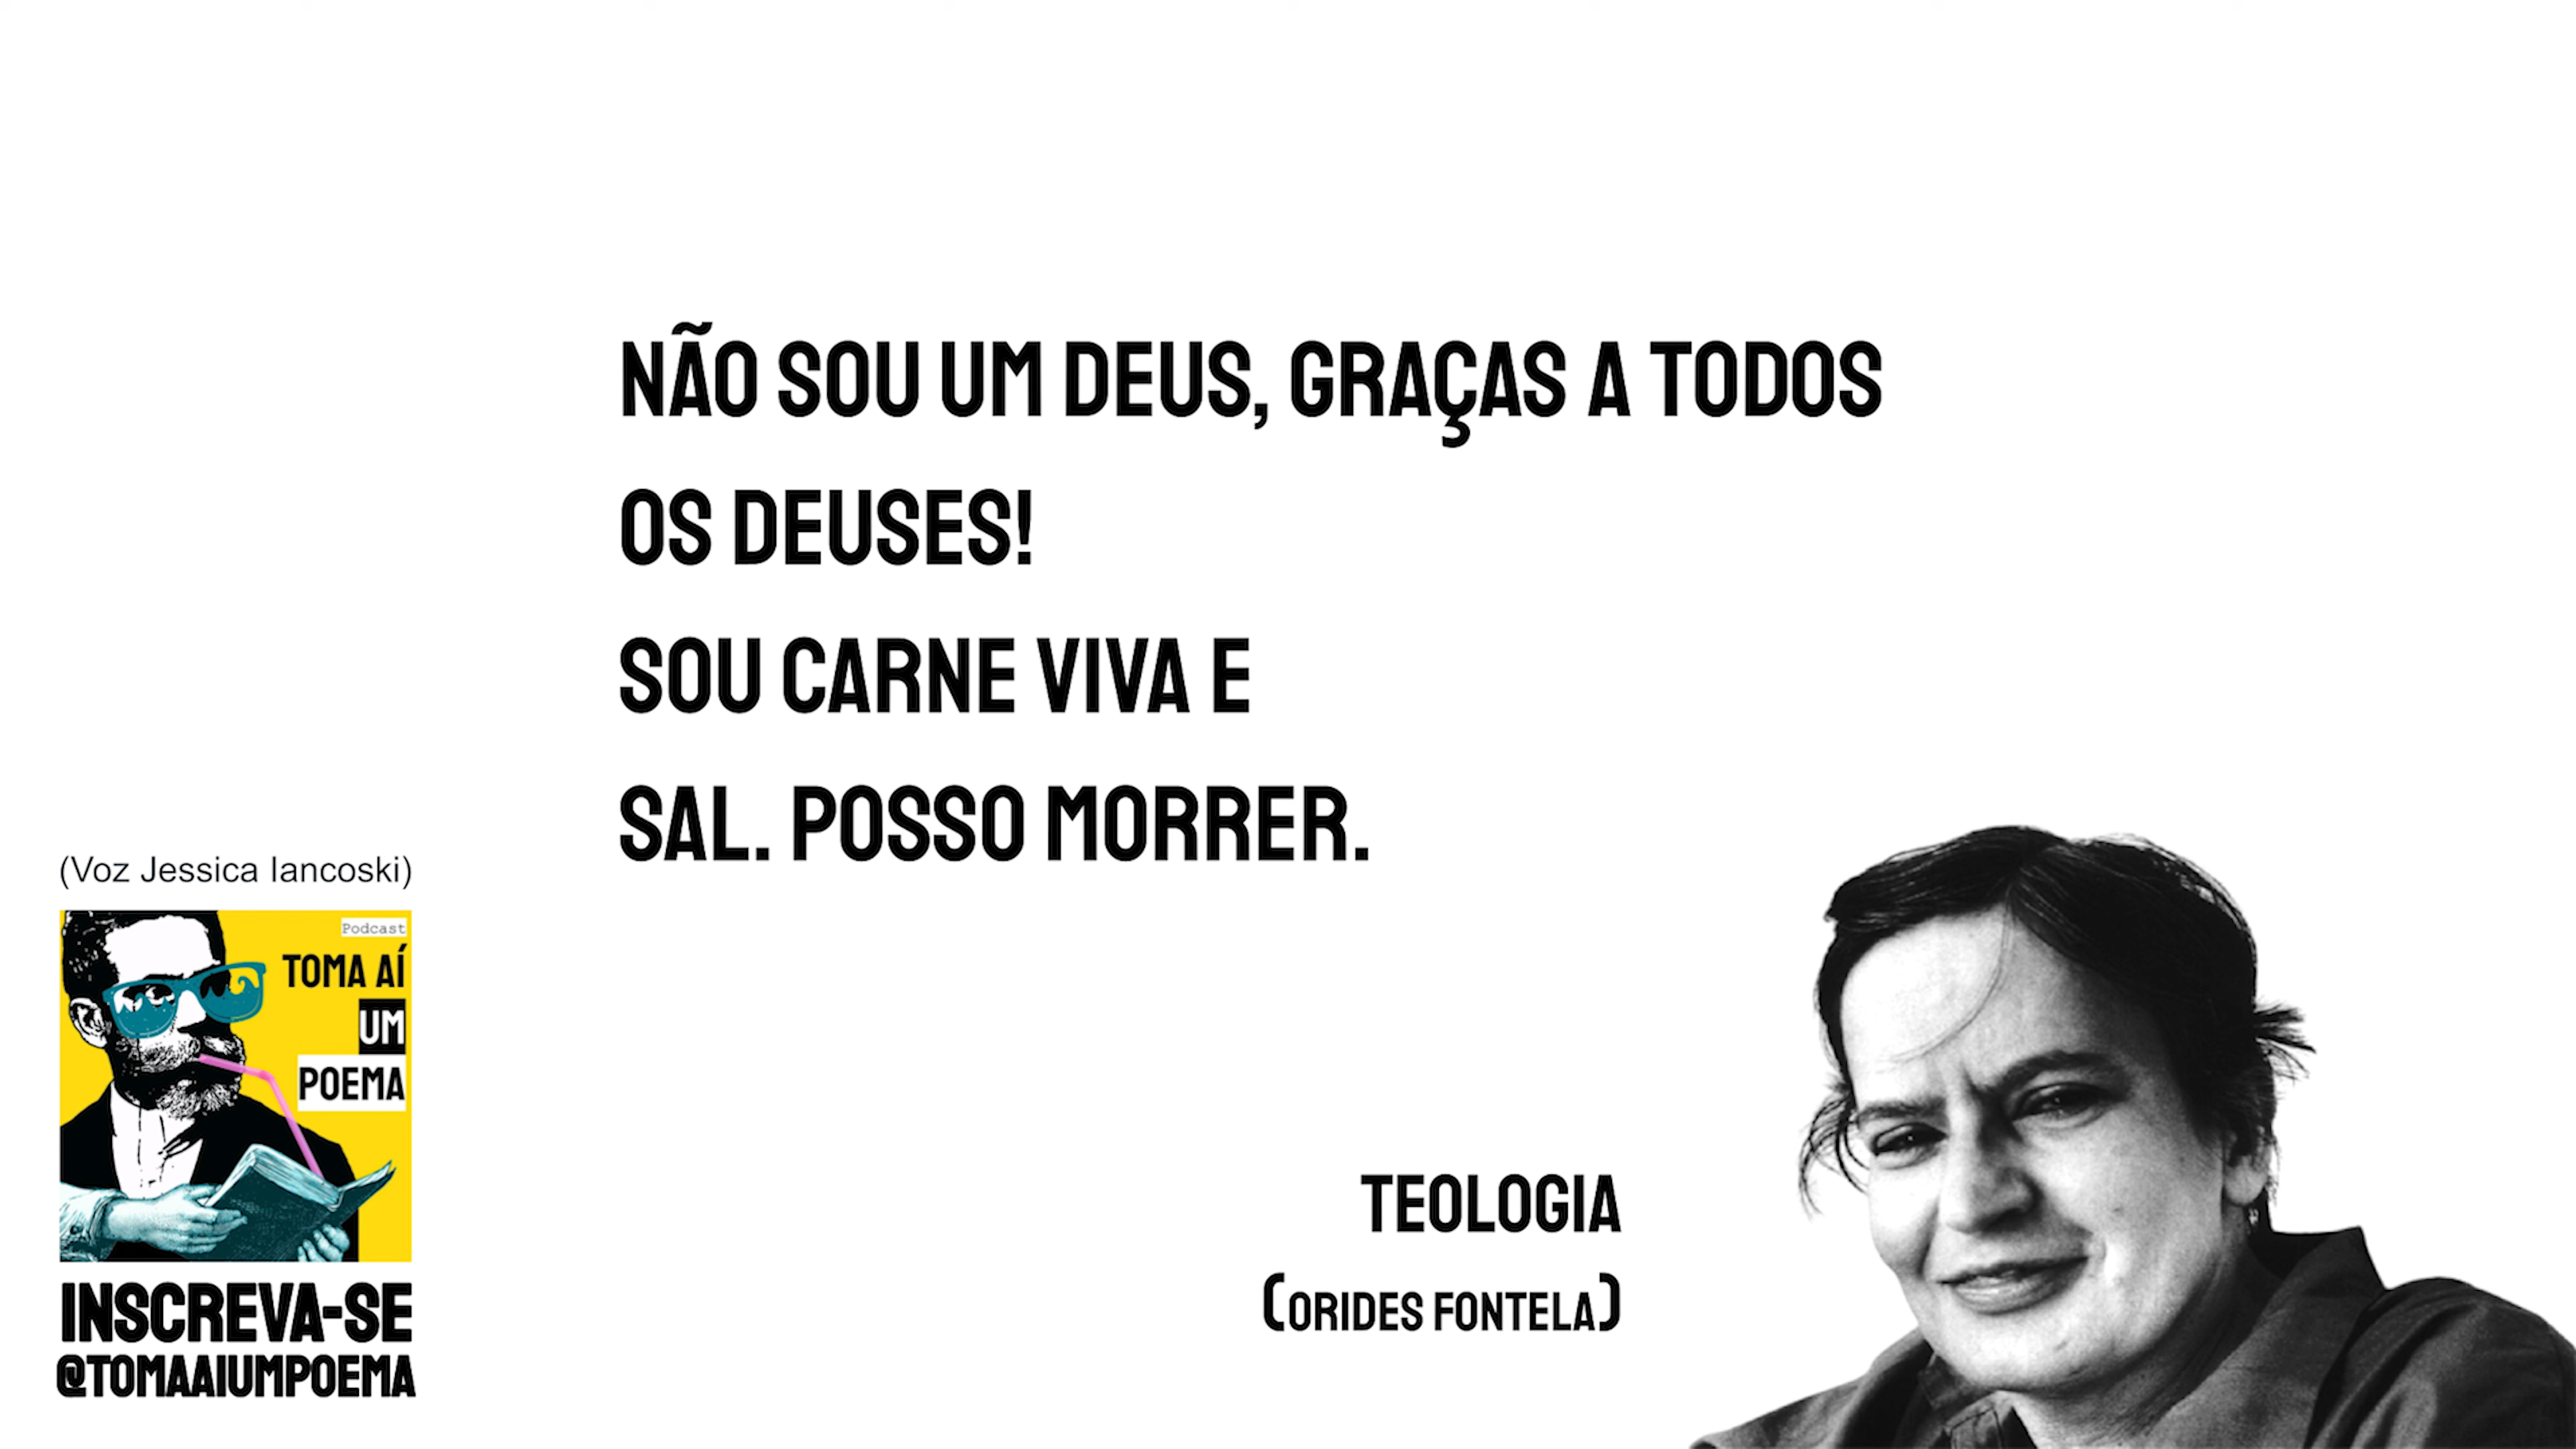 NÃO SOU UM DEUS, GRAÇAS A TODOS
OS DEUSES!
SOU CARNE VIVA E
SAL. POSSO MORRER.
(Voz Jessica Iancoski)
Podcast
TOMA AÍ
UM
POEMA
INSCREVA-SE
@TOMAAIUMPOEMA
TEOLOGIA
(ORIDES FONTELA)